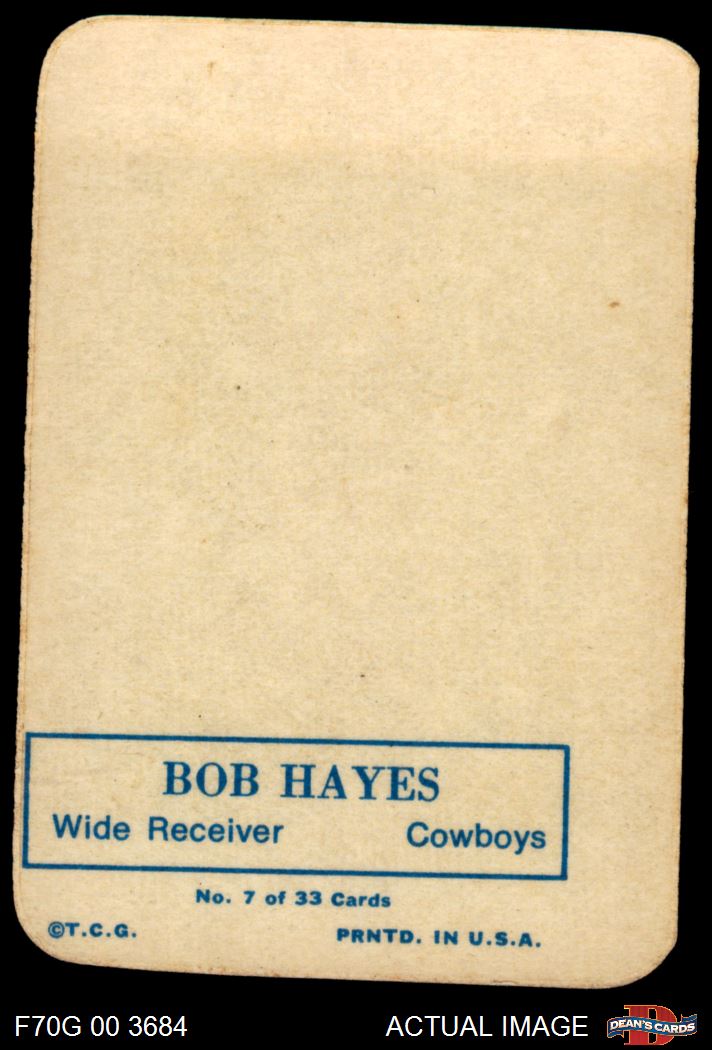 BOB HAYES
Wide Receiver Cowboys
No. 7 of 33 Cards
©T.C.G. PRNTD. IN U.S.A.
F70G 00 3684 ACTUAL IMAGE DEAN'S CARDS